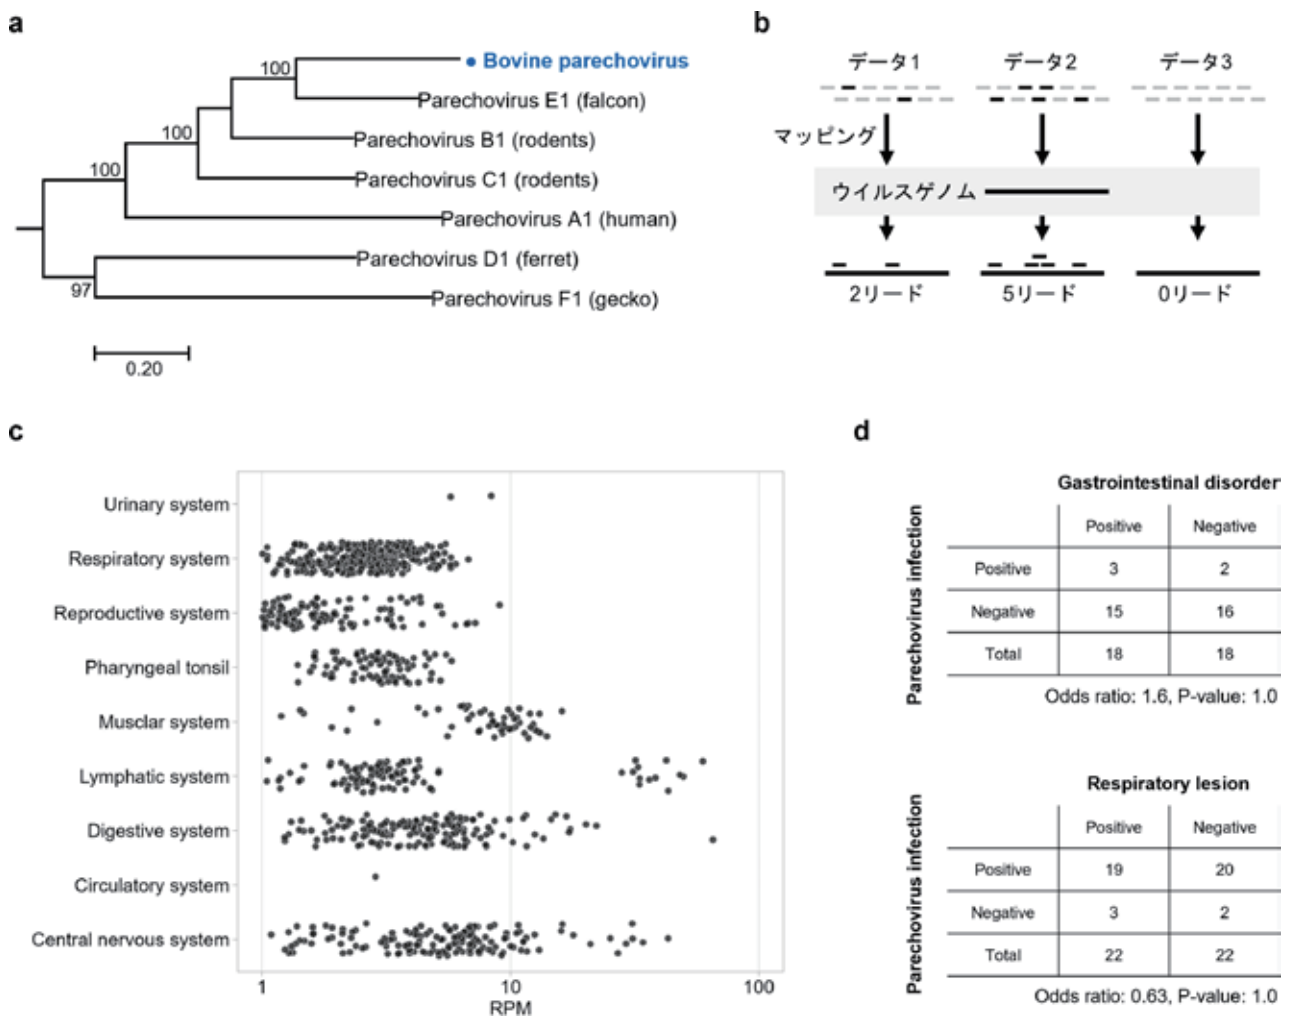 a
100
Bovine parechovirus
Parechovirus E1 (falcon)
100
Parechovirus B1 (rodents)
100
Parechovirus C1 (rodents)
Parechovirus A1 (human)
Parechovirus D1 (ferret)
97
Parechovirus F1 (gecko)
0.20
b
データ1 データ2 データ3
マッピング
ウイルスゲノム
2リード 5リード 0リード
c
Urinary system
Respiratory system
Reproductive system
Pharyngeal tonsil
Musclar system
Lymphatic system
Digestive system
Circulatory system
Central nervous system
1 10 100
RPM
d
Gastrointestinal disorder
Parechovirus infection
Positive Negative
Positive 3 2
Negative 15 16
Total 18 18
Odds ratio: 1.6, P-value: 1.0
Respiratory lesion
Parechovirus infection
Positive Negative
Positive 19 20
Negative 3 2
Total 22 22
Odds ratio: 0.63, P-value: 1.0